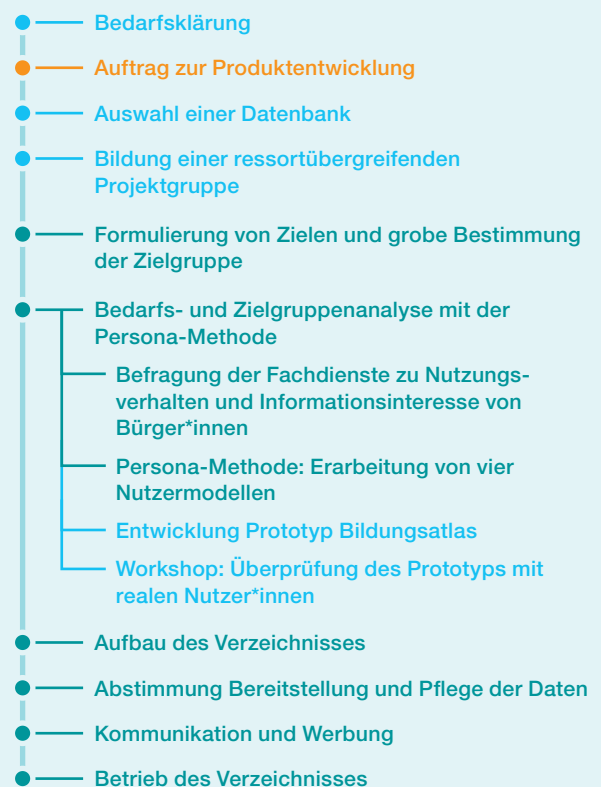 Bedarfsklärung
Auftrag zur Produktentwicklung
Auswahl einer Datenbank
Bildung einer ressortübergreifenden
Projektgruppe
Formulierung von Zielen und grobe Bestimmung
der Zielgruppe
Bedarfs- und Zielgruppenanalyse mit der
Persona-Methode
Befragung der Fachdienste zu Nutzungs-
verhalten und Informationsinteresse von
Bürger*innen
Persona-Methode: Erarbeitung von vier
Nutzermodellen
Entwicklung Prototyp Bildungsatlas
Workshop: Überprüfung des Prototyps mit
realen Nutzer*innen
Aufbau des Verzeichnisses
Abstimmung Bereitstellung und Pflege der Daten
Kommunikation und Werbung
Betrieb des Verzeichnisses